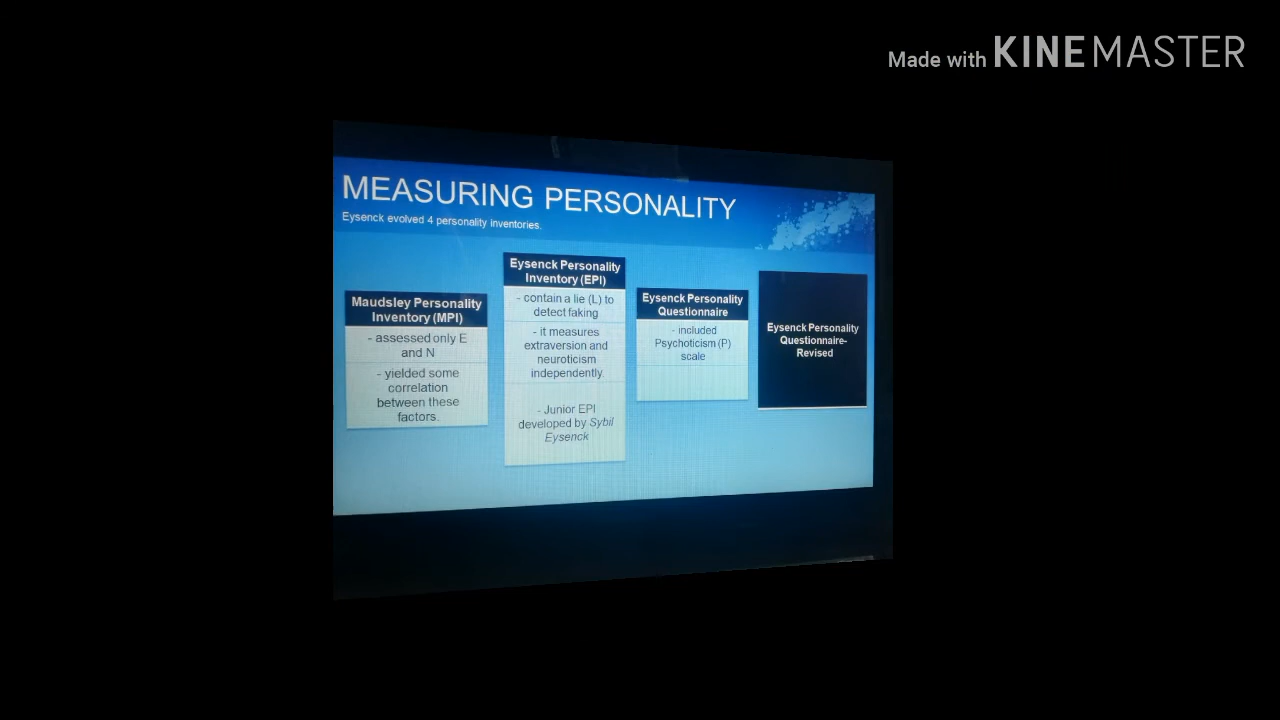 Made with KINEMASTER
MEASURING PERSONALITY
Eysenck evolved 4 personality inventories.
Maudsley Personality
Inventory (MPI)
- assessed only E
and N
- yielded some
correlation
between these
factors.
Eysenck Personality
Inventory (EPI)
- contain a lie (L) to
detect faking
- it measures
extraversion and
neuroticism
independently.
- Junior EPI
developed by Sybil
Eysenck
Eysenck Personality
Questionnaire
- included
Psychoticism (P)
scale
Eysenck Personality
Questionnaire-
Revised